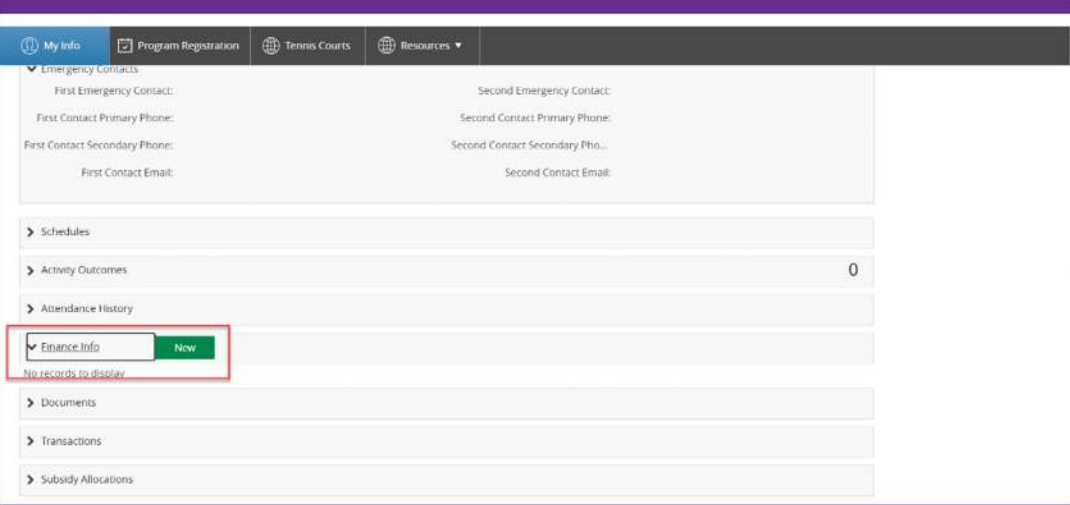 My Info Program Registration Tennis Courts Resources
Emergency Contacts
First Emergency Contact: Second Emergency Contact:
First Contact Primary Phone: Second Contact Primary Phone:
First Contact Secondary Phone: Second Contact Secondary Pho...
First Contact Email: Second Contact Email:
Schedules
Activity Outcomes 0
Attendance History
Finance Info New
No records to display
Documents
Transactions
Subsidy Allocations